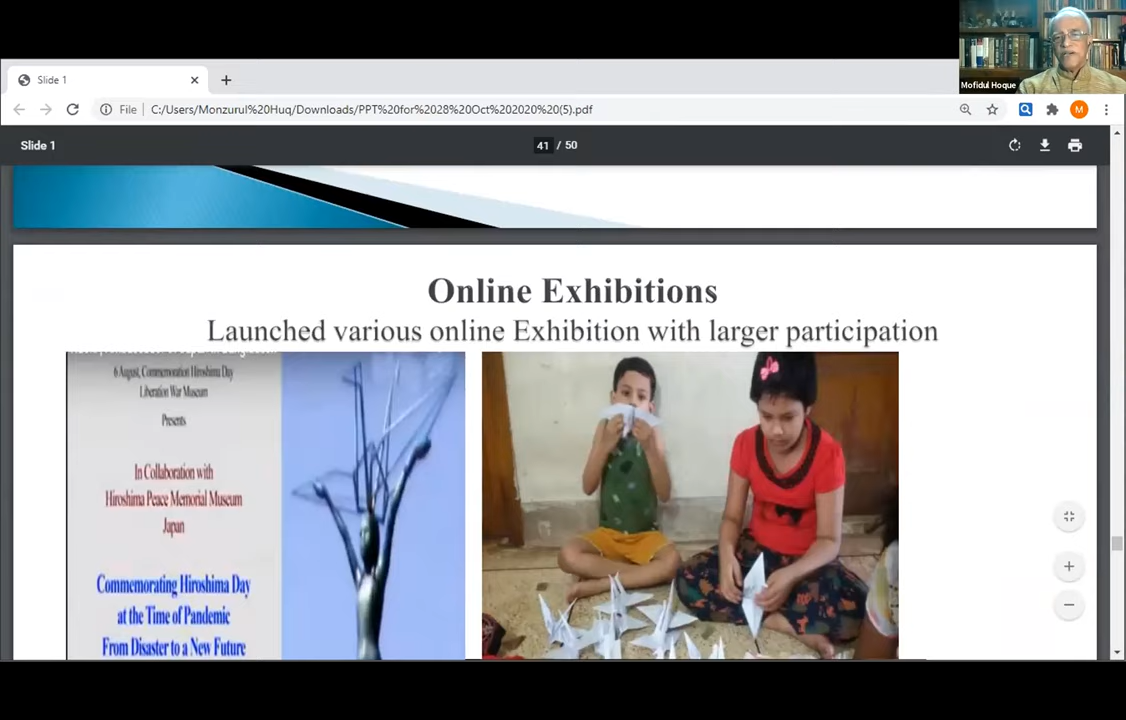 Mofidul Hoque
Slide 1
File C:/Users/Monzurul%20Huq/Downloads/PPT%20for%2028%20Oct%202020%20(5).pdf
M
Slide 1
41 / 50
Online Exhibitions
Launched various online Exhibition with larger participation
6 August, Commemoration Hiroshima Day
Liberation War Museum
Presents
In Collaboration with
Hiroshima Peace Memorial Museum
Japan
Commemorating Hiroshima Day
at the Time of Pandemic
From Disaster to a New Future